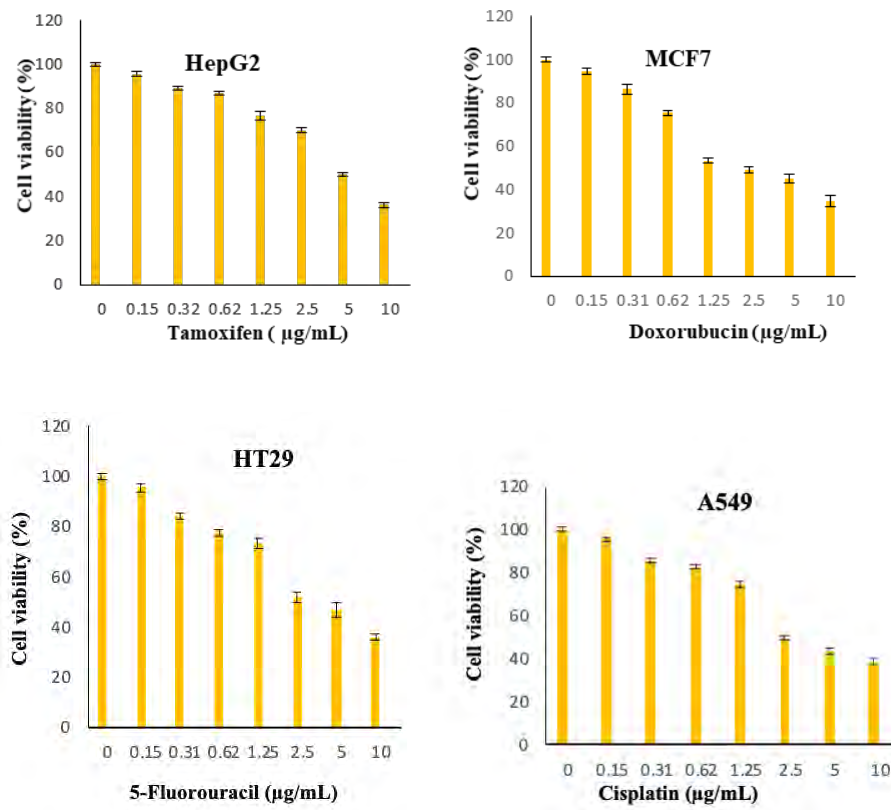 HepG2
Cell viability (%)
120
100
80
60
40
20
0
0 0.15 0.32 0.62 1.25 2.5 5 10
Tamoxifen ( µg/mL)
MCF7
Cell viability (%)
120
100
80
60
40
20
0
0 0.15 0.31 0.62 1.25 2.5 5 10
Doxorubucin (µg/mL)
HT29
Cell viability (%)
120
100
80
60
40
20
0
0 0.15 0.31 0.62 1.25 2.5 5 10
5-Fluorouracil (µg/mL)
A549
Cell viability (%)
120
100
80
60
40
20
0
0 0.15 0.31 0.62 1.25 2.5 5 10
Cisplatin (µg/mL)